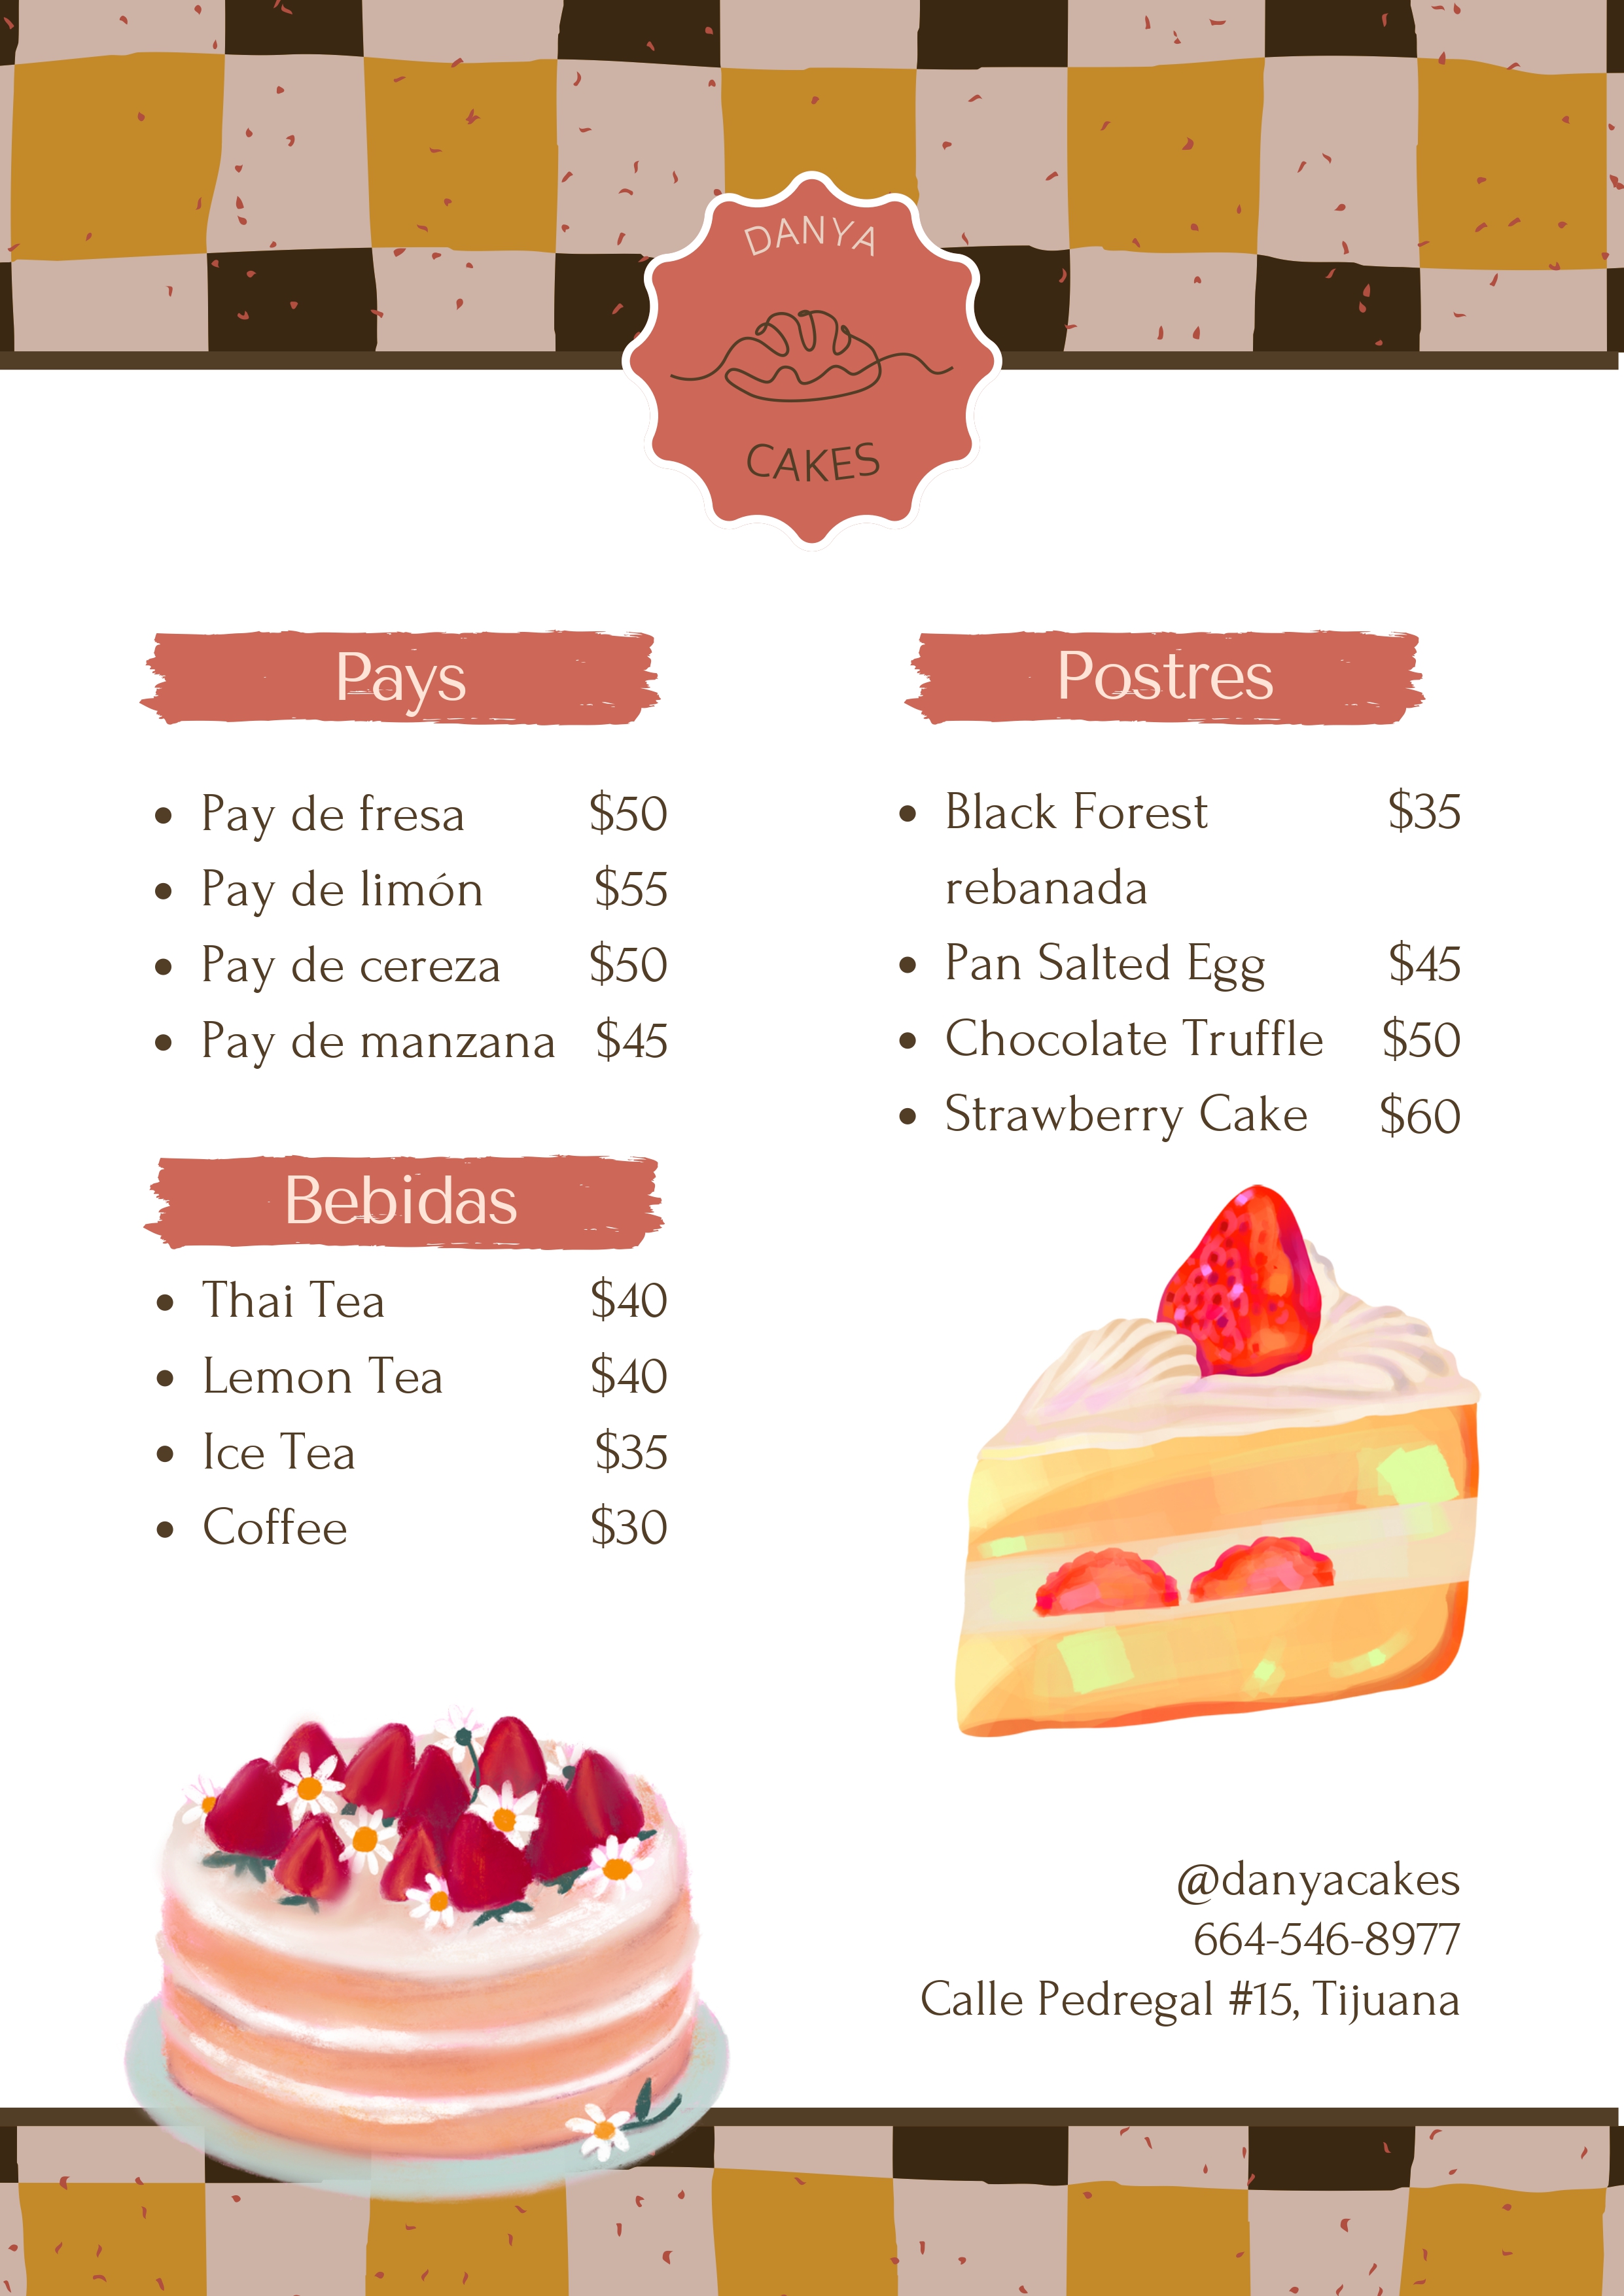 DANYA
CAKES
Pays
Pay de fresa $50
Pay de limón $55
Pay de cereza $50
Pay de manzana $45
Bebidas
Thai Tea $40
Lemon Tea $40
Ice Tea $35
Coffee $30
Postres
Black Forest $35
rebanada
Pan Salted Egg $45
Chocolate Truffle $50
Strawberry Cake $60
@danyacakes
664-546-8977
Calle Pedregal #15, Tijuana